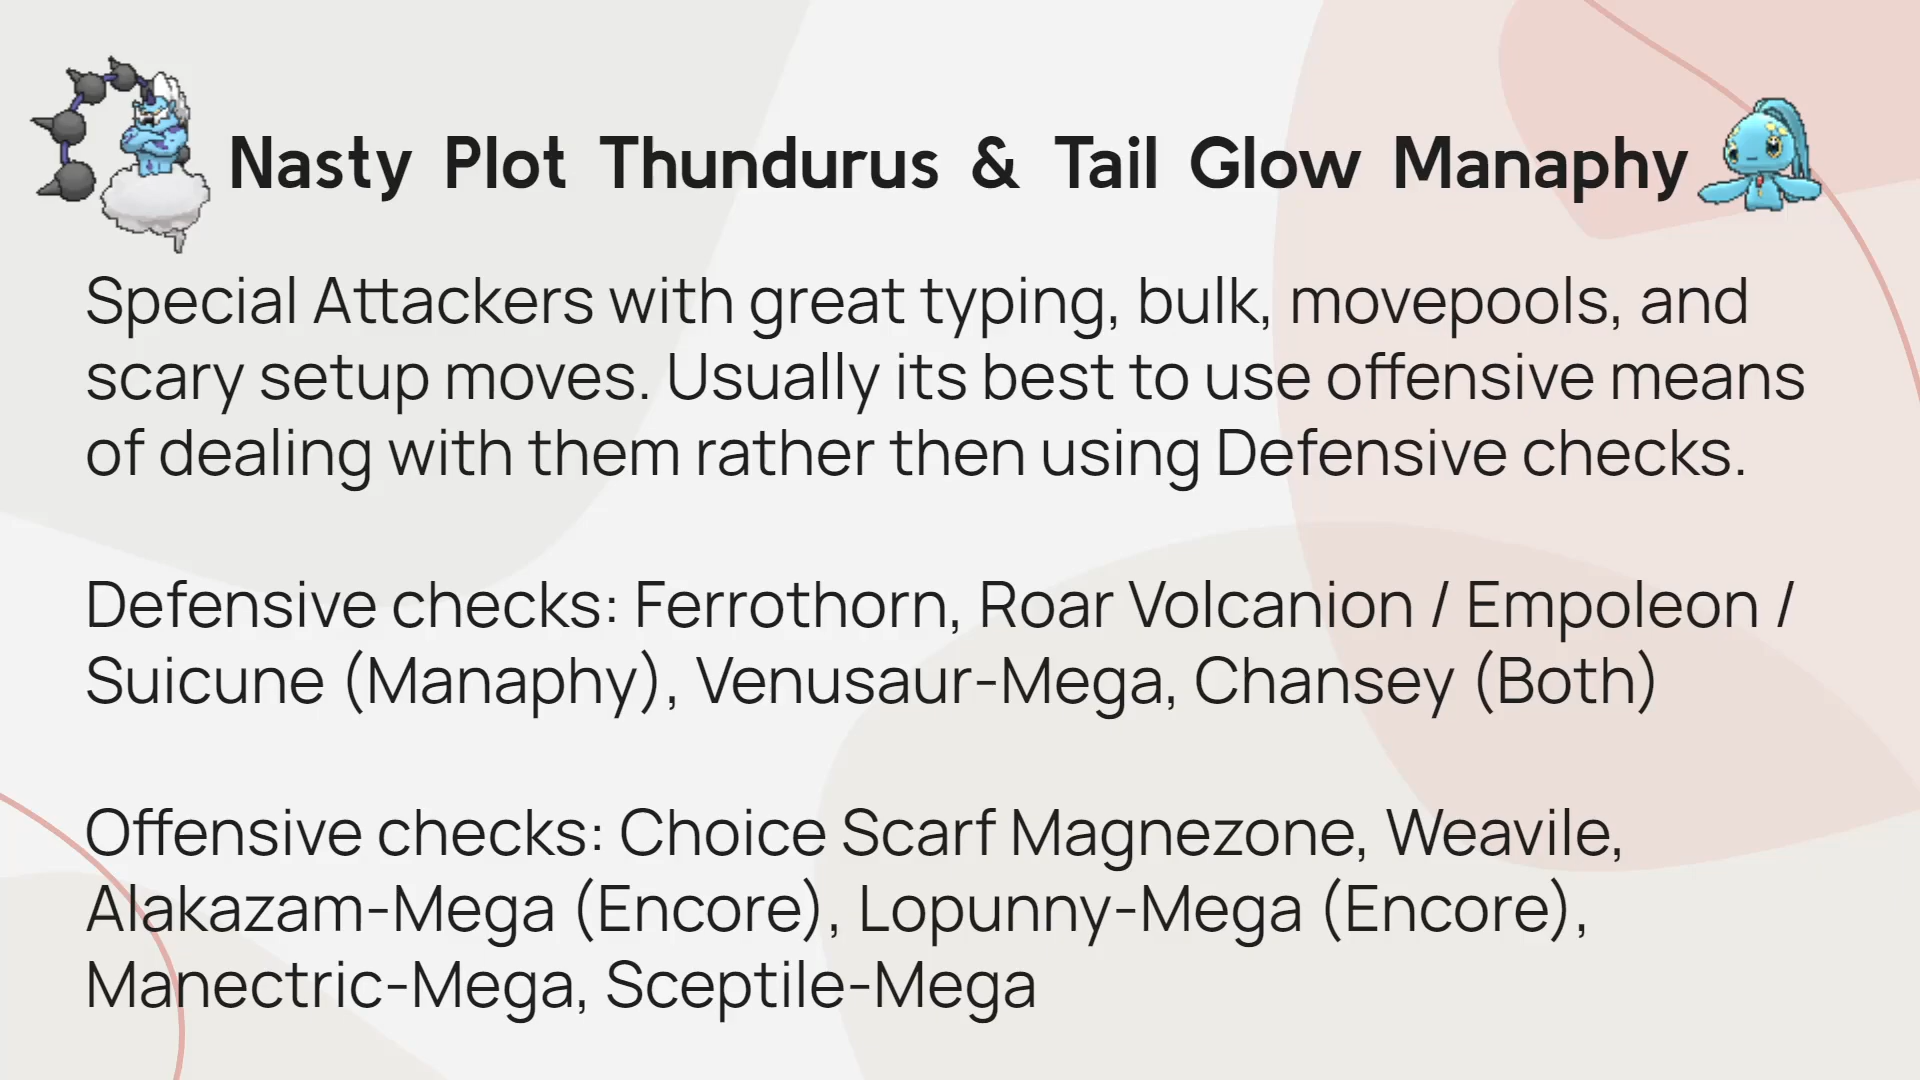 Nasty Plot Thundurus & Tail Glow Manaphy
Special Attackers with great typing, bulk, movepools, and
scary setup moves. Usually its best to use offensive means
of dealing with them rather then using Defensive checks.
Defensive checks: Ferrothorn, Roar Volcanion / Empoleon /
Suicune (Manaphy), Venusaur-Mega, Chansey (Both)
Offensive checks: Choice Scarf Magnezone, Weavile,
Alakazam-Mega (Encore), Lopunny-Mega (Encore),
Manectric-Mega, Sceptile-Mega